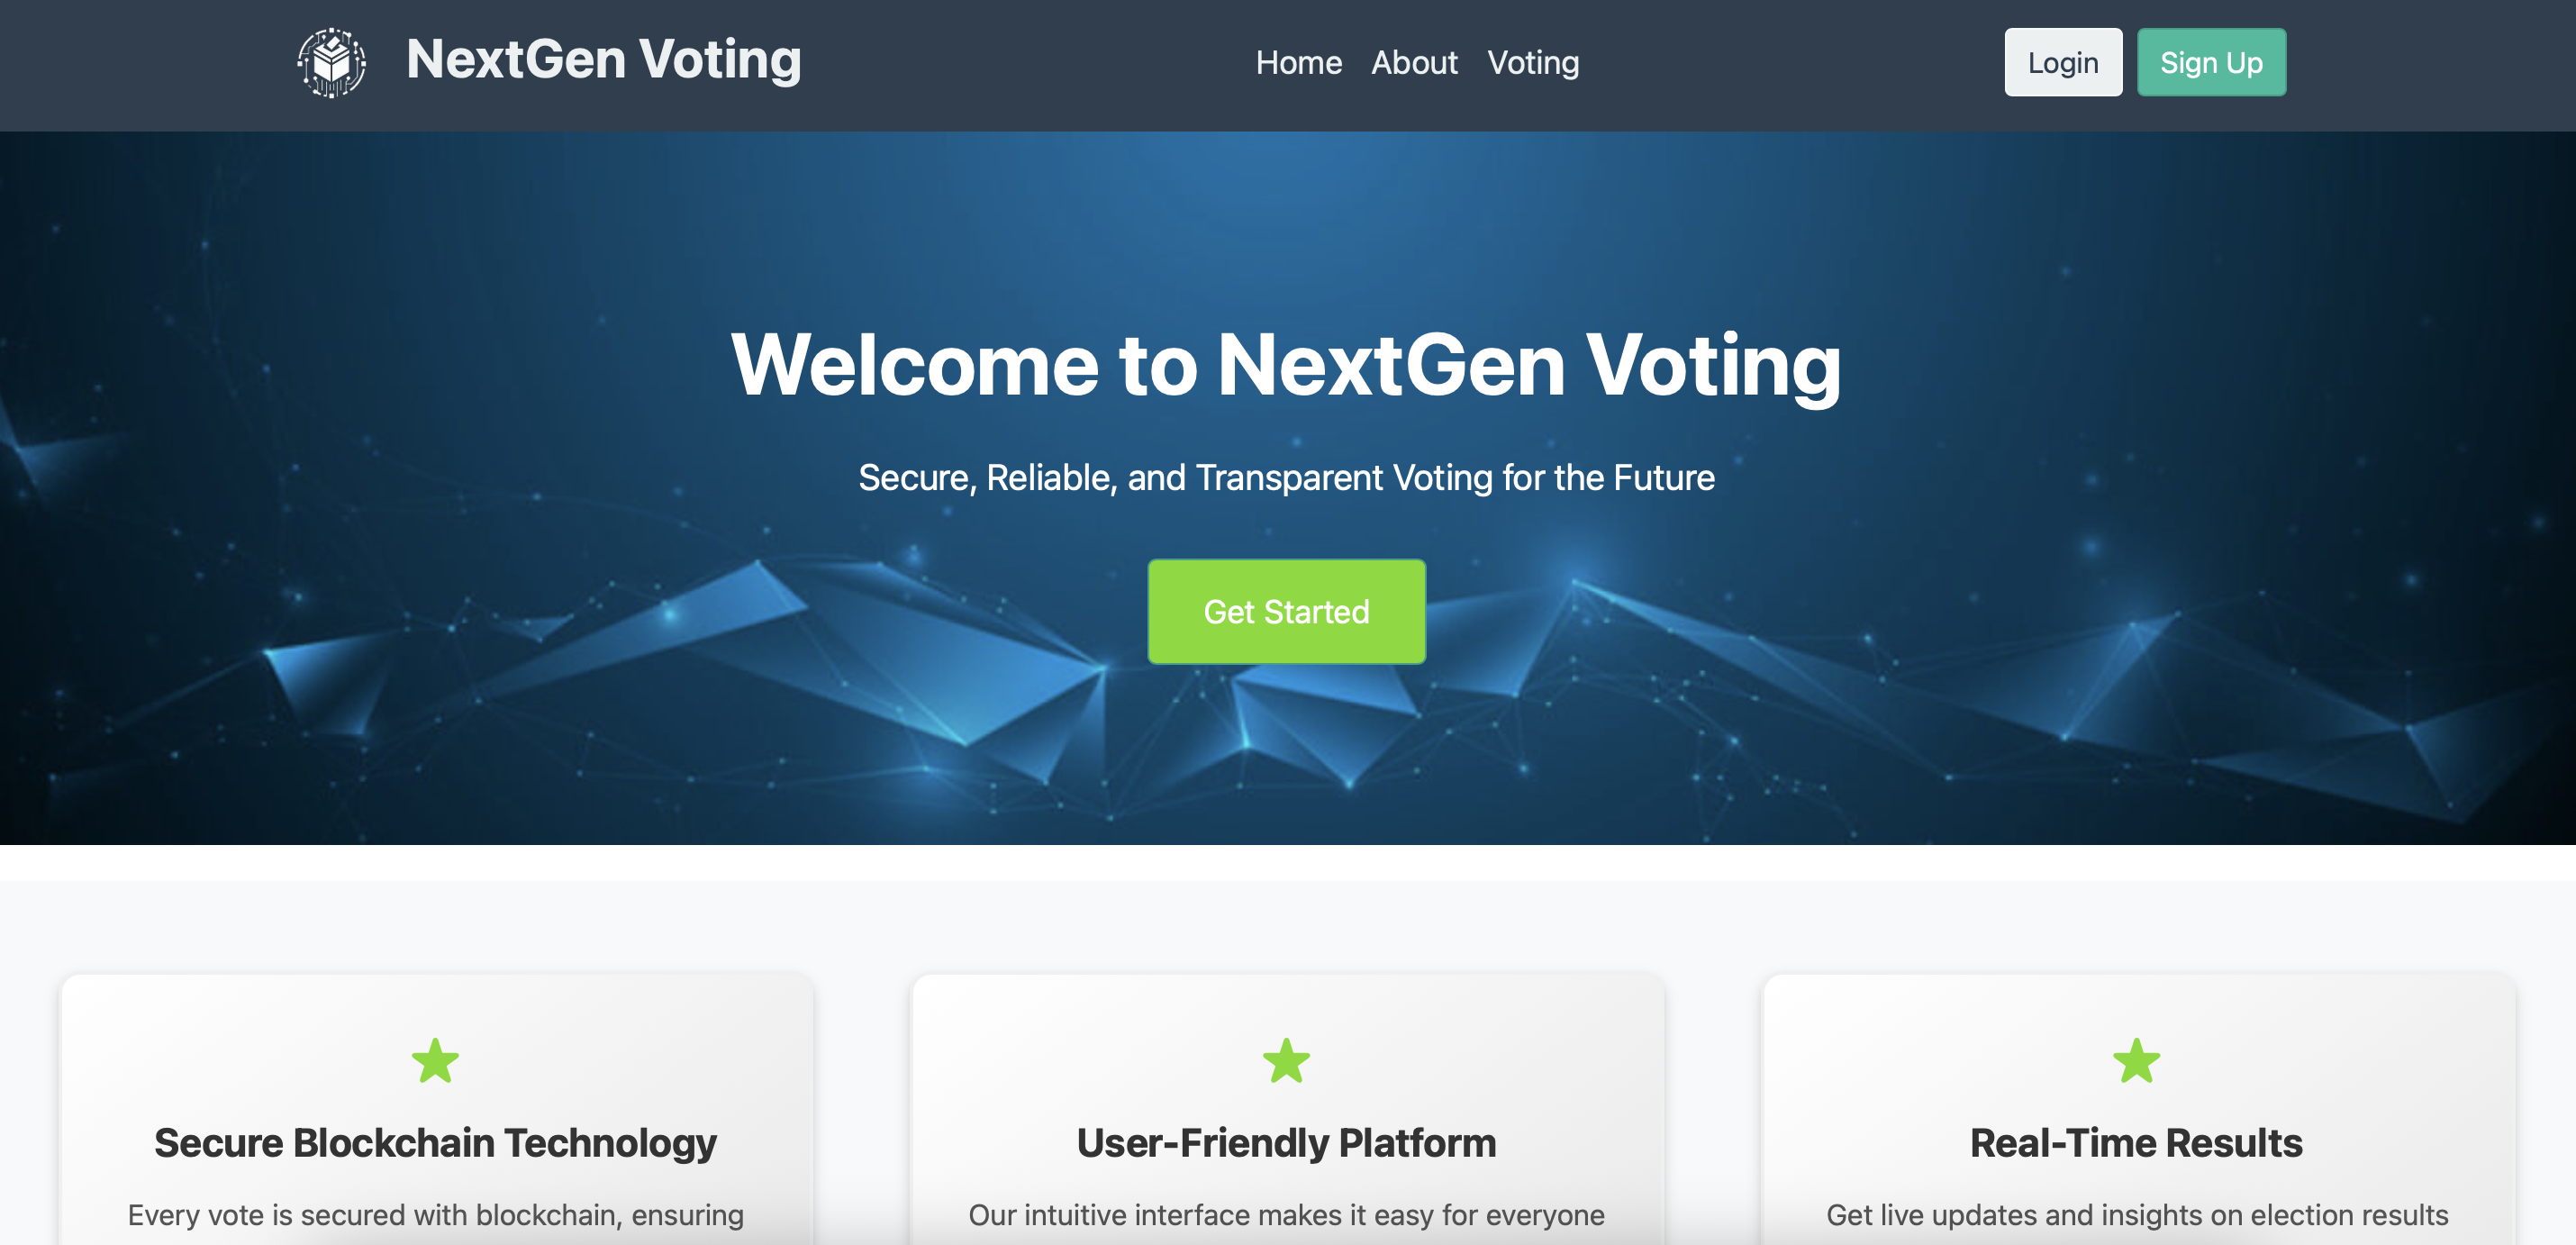 NextGen Voting
Home About Voting
Login Sign Up
Welcome to NextGen Voting
Secure, Reliable, and Transparent Voting for the Future
Get Started
Secure Blockchain Technology
Every vote is secured with blockchain, ensuring
User-Friendly Platform
Our intuitive interface makes it easy for everyone
Real-Time Results
Get live updates and insights on election results